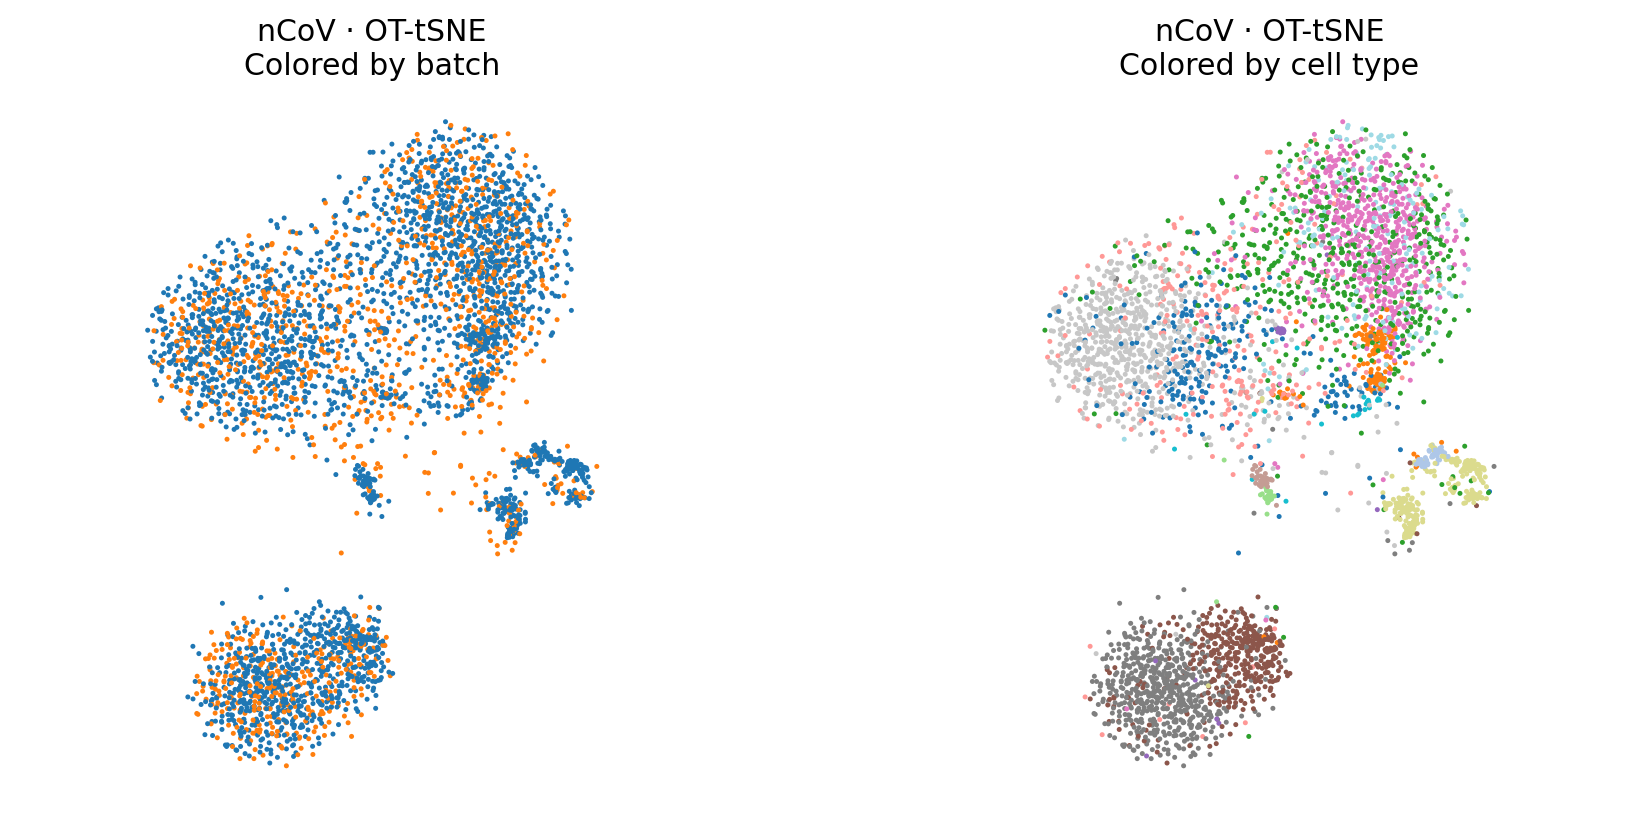 nCoV · OT-tSNE
Colored by batch
nCoV · OT-tSNE
Colored by cell type